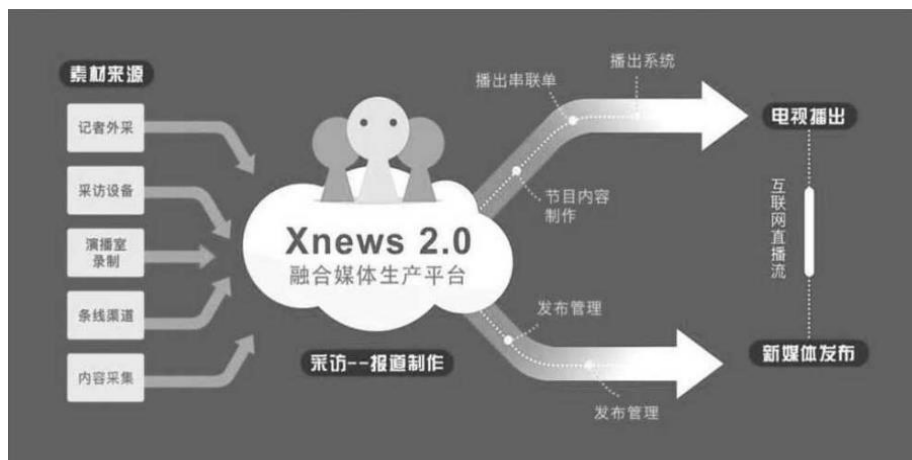 素材来源
记者外采
采访设备
演播室
录制
条线渠道
内容采集
Xnews 2.0
融合媒体生产平台
采访--报道制作
节目内容
制作
播出串联单
播出系统
发布管理
发布管理
电视播出
互联网直播流
新媒体发布